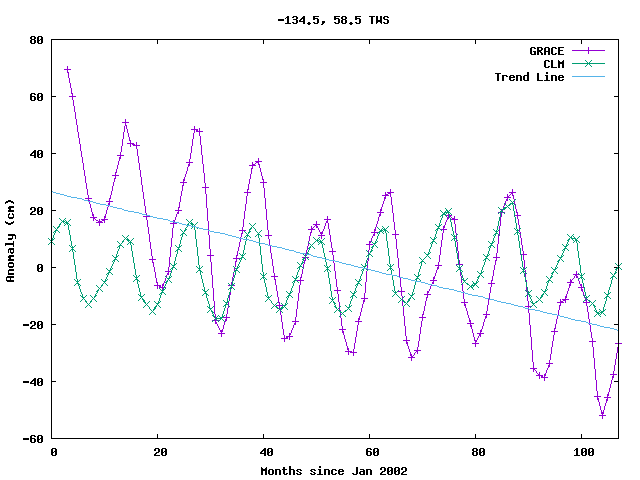 -134.5, 58.5 TWS
GRACE
CLM
Trend Line
80
60
40
20
0
-20
-40
-60
Anomaly (cm)
0 20 40 60 80 100
Months since Jan 2002